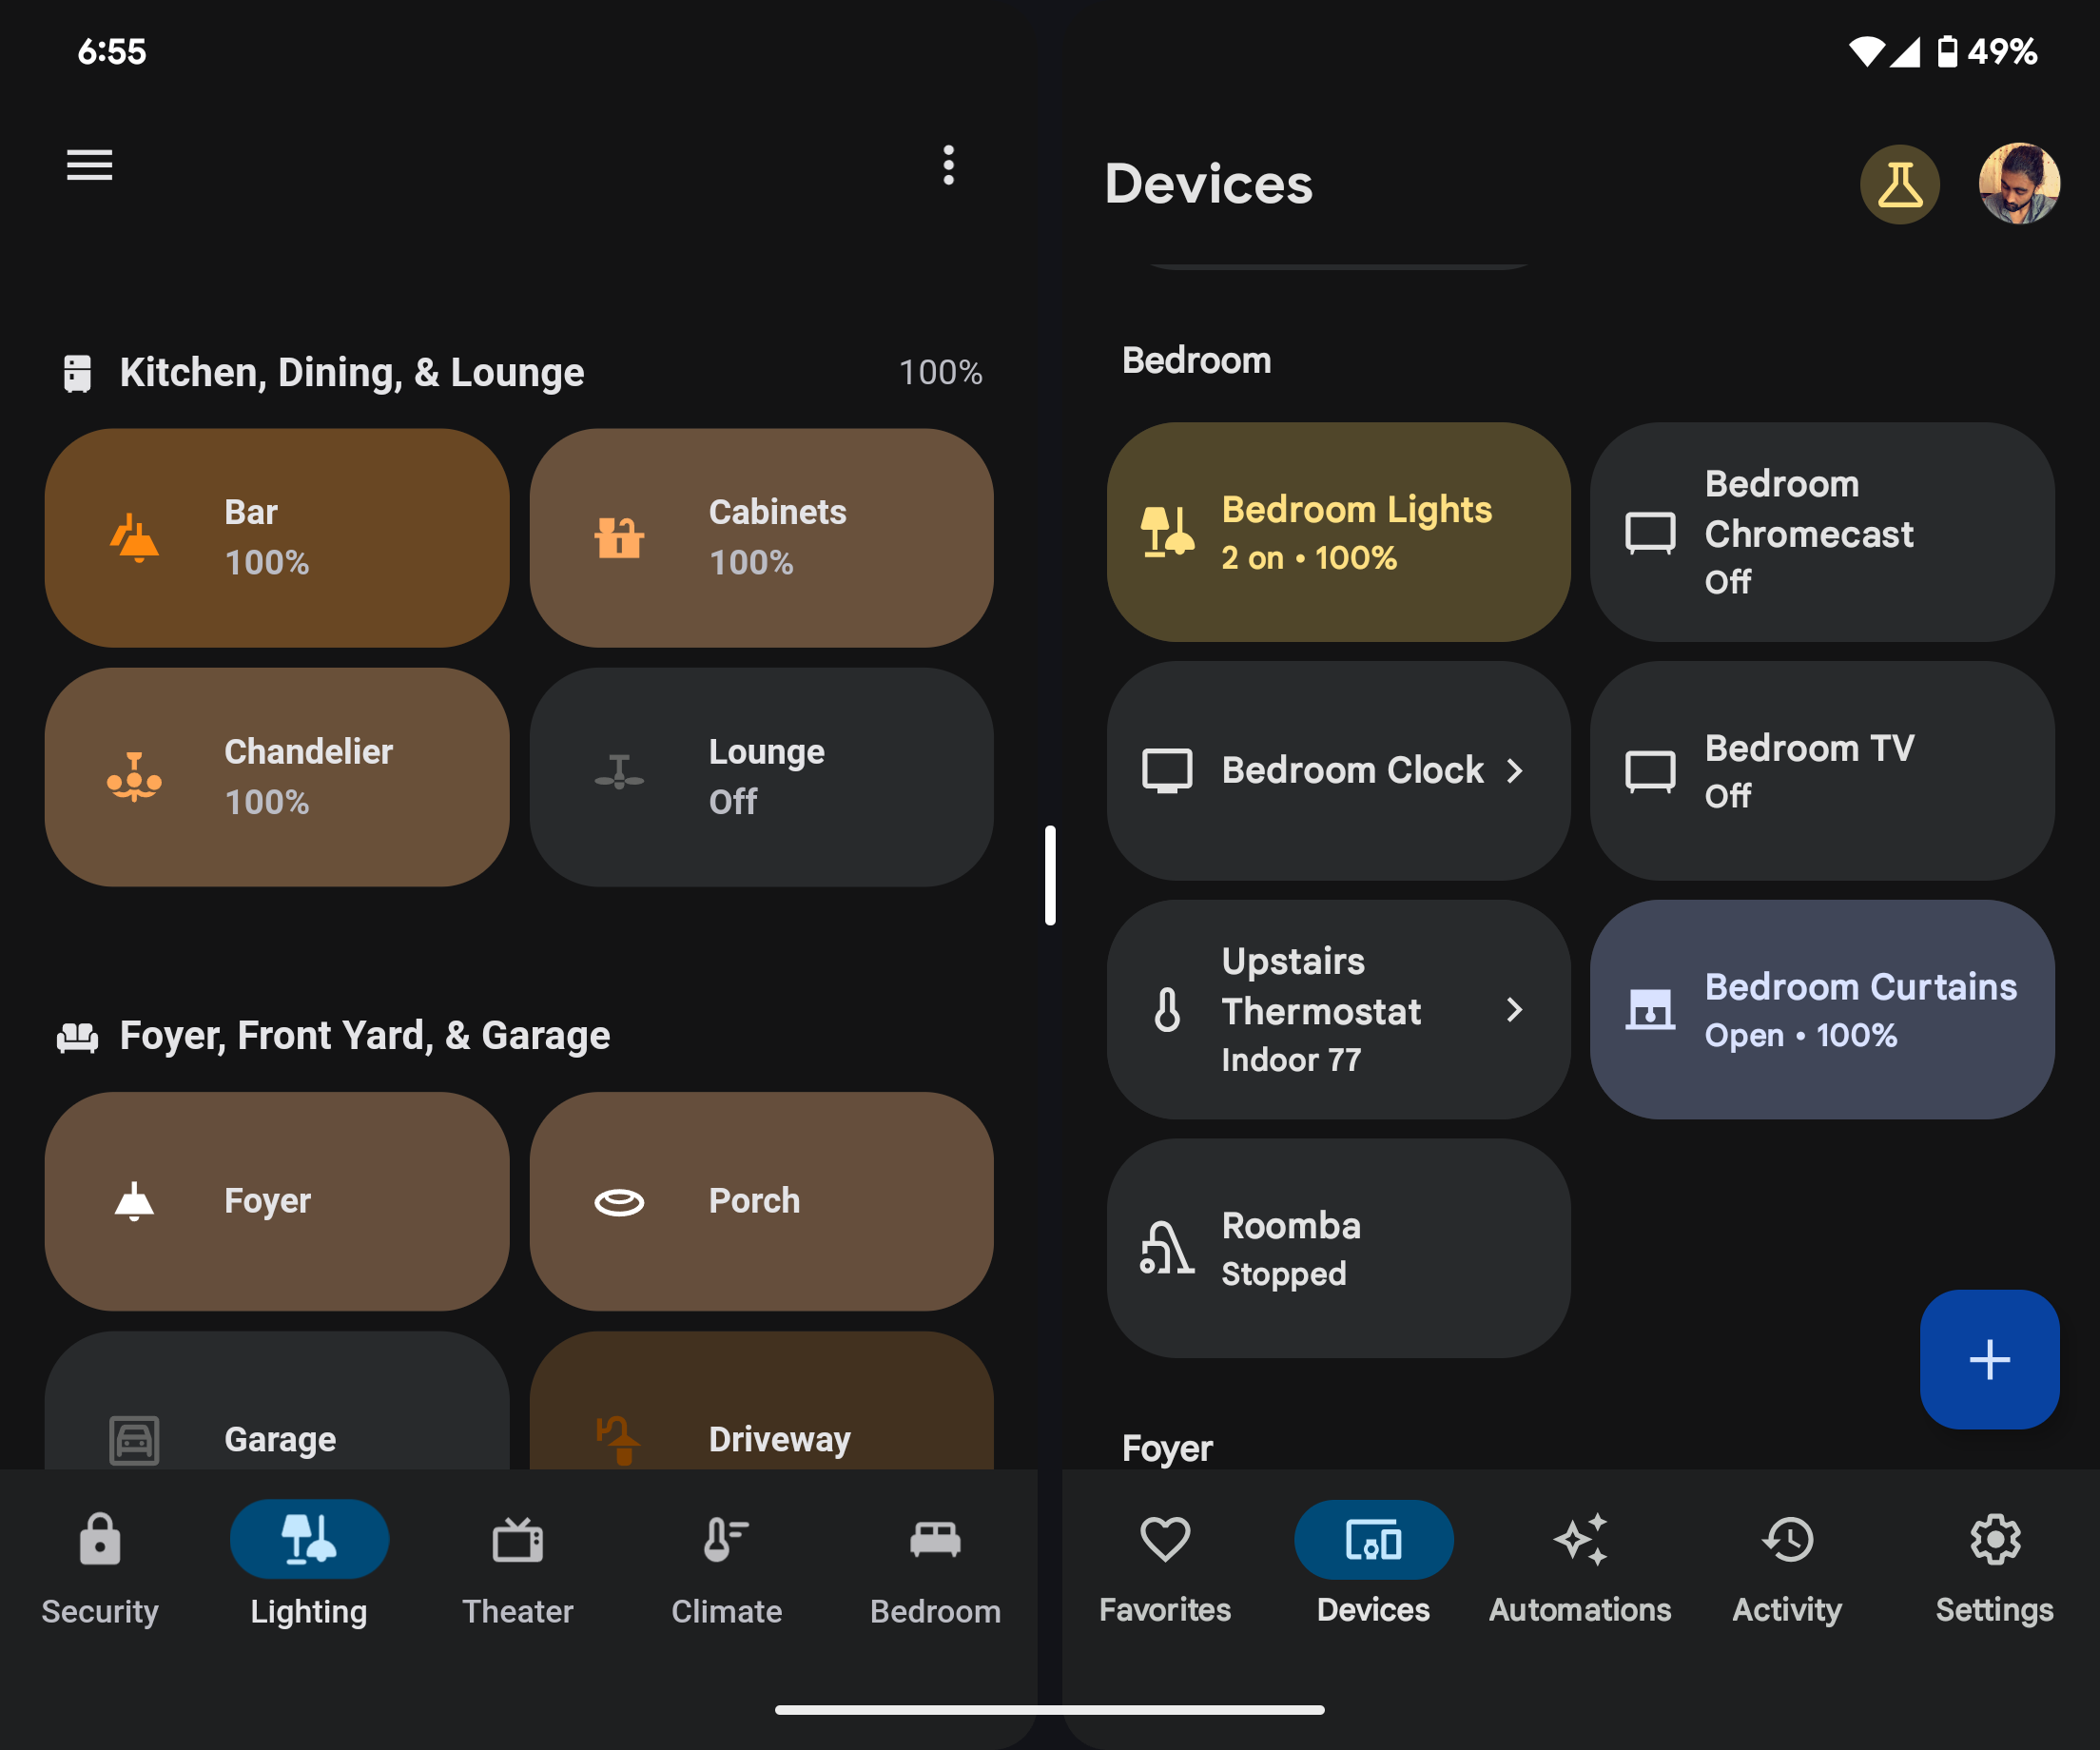 6:55
49%
Kitchen, Dining, & Lounge
100%
Bar
100%
Cabinets
100%
Chandelier
100%
Lounge
Off
Foyer, Front Yard, & Garage
Foyer
Porch
Garage
Driveway
Security
Lighting
Theater
Climate
Bedroom
Devices
Bedroom
Bedroom Lights
2 on • 100%
Bedroom
Chromecast
Off
Bedroom Clock
Bedroom TV
Off
Upstairs
Thermostat
Indoor 77
Bedroom Curtains
Open • 100%
Roomba
Stopped
Foyer
Favorites
Devices
Automations
Activity
Settings